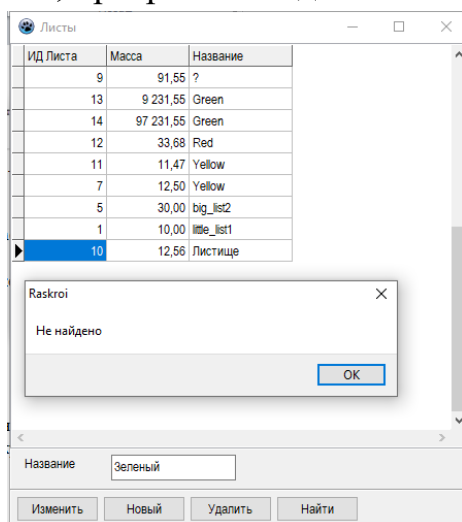 Листы
ИД Листа Масса Название
9 91,55 ?
13 9 231,55 Green
14 97 231,55 Green
12 33,68 Red
11 11,47 Yellow
7 12,50 Yellow
5 30,00 big_list2
1 10,00 little_list1
10 12,56 Листище
Raskroi
Не найдено
OK
Название Зеленый
Изменить Новый Удалить Найти